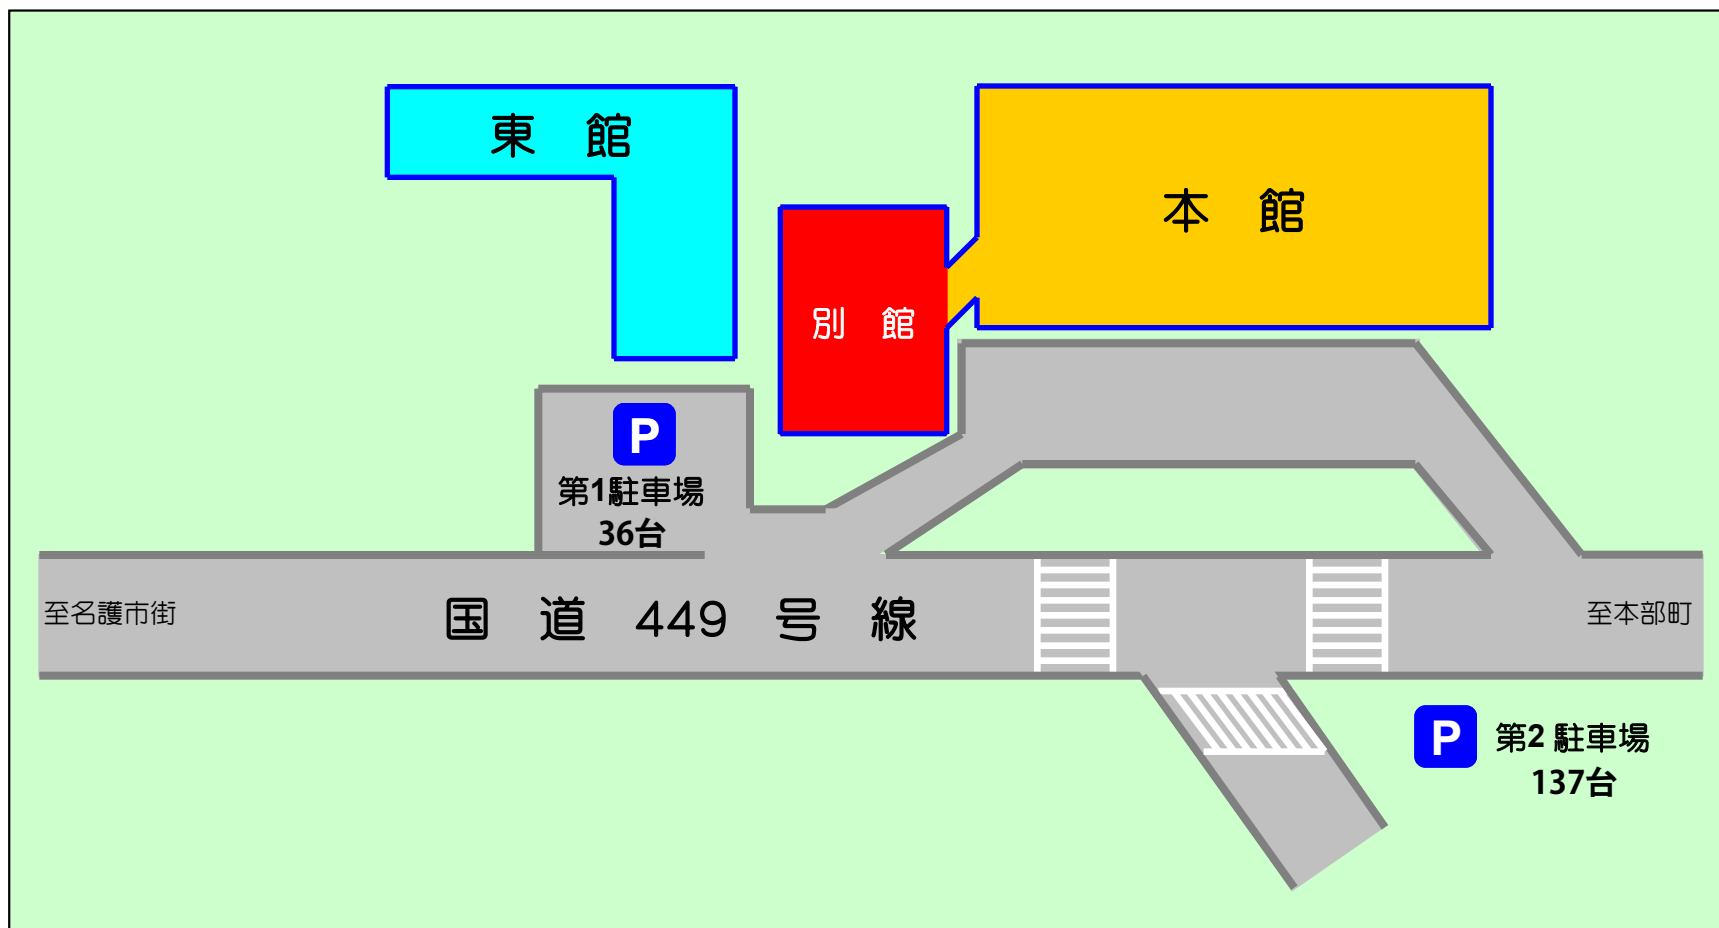 東 館
本 館
別 館
P
第1駐車場
36台
至名護市街
国 道 449 号 線
至本部町
P
第2 駐車場
137台